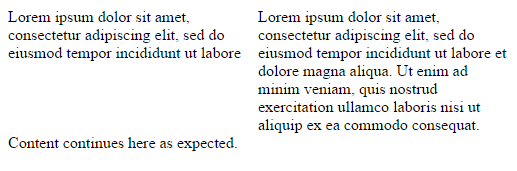 Lorem ipsum dolor sit amet,
consectetur adipiscing elit, sed do
eiusmod tempor incididunt ut labore
Lorem ipsum dolor sit amet,
consectetur adipiscing elit, sed do
eiusmod tempor incididunt ut labore et
dolore magna aliqua. Ut enim ad
minim veniam, quis nostrud
exercitation ullamco laboris nisi ut
aliquip ex ea commodo consequat.
Content continues here as expected.